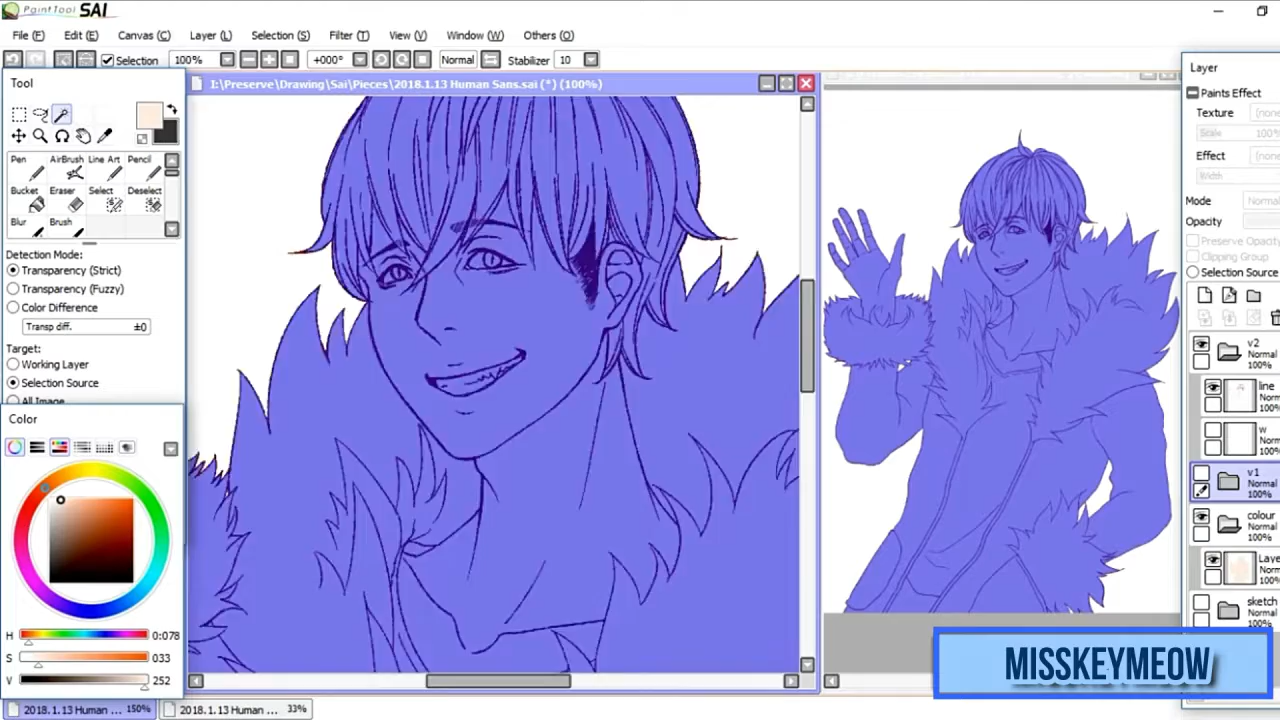 PaintTool SAI
File (F) Edit (E) Canvas (C) Layer (L) Selection (S) Filter (T) View (V) Window (W) Others (O)
Selection 100% +000° Normal Stabilizer 10
Tool
I:\Preserve\Drawing\Sai\Pieces\2018.1.13 Human Sans.sai (*) (100%)
Layer
Paints Effect
Texture [none
Scale 100%
Effect [none
Width
Mode Normal
Opacity
Preserve Opacity
Clipping Group
Selection Source
Pen AirBrush Line Art Pencil
Bucket Eraser Select Deselect
Blur Brush
Detection Mode:
Transparency (Strict)
Transparency (Fuzzy)
Color Difference
Transp diff. ±0
Target:
Working Layer
Selection Source
All Image
Color
H 0:078
S 033
V 252
v2
Normal
100%
line
Norm
100%
w
Norm
100%
v1
Normal
100%
colour
Normal
100%
Laye
Norm
100%
sketch
Normal
100%
MISSKEYMEOW
2018.1.13 Human ... 150% 2018.1.13 Human ... 33%